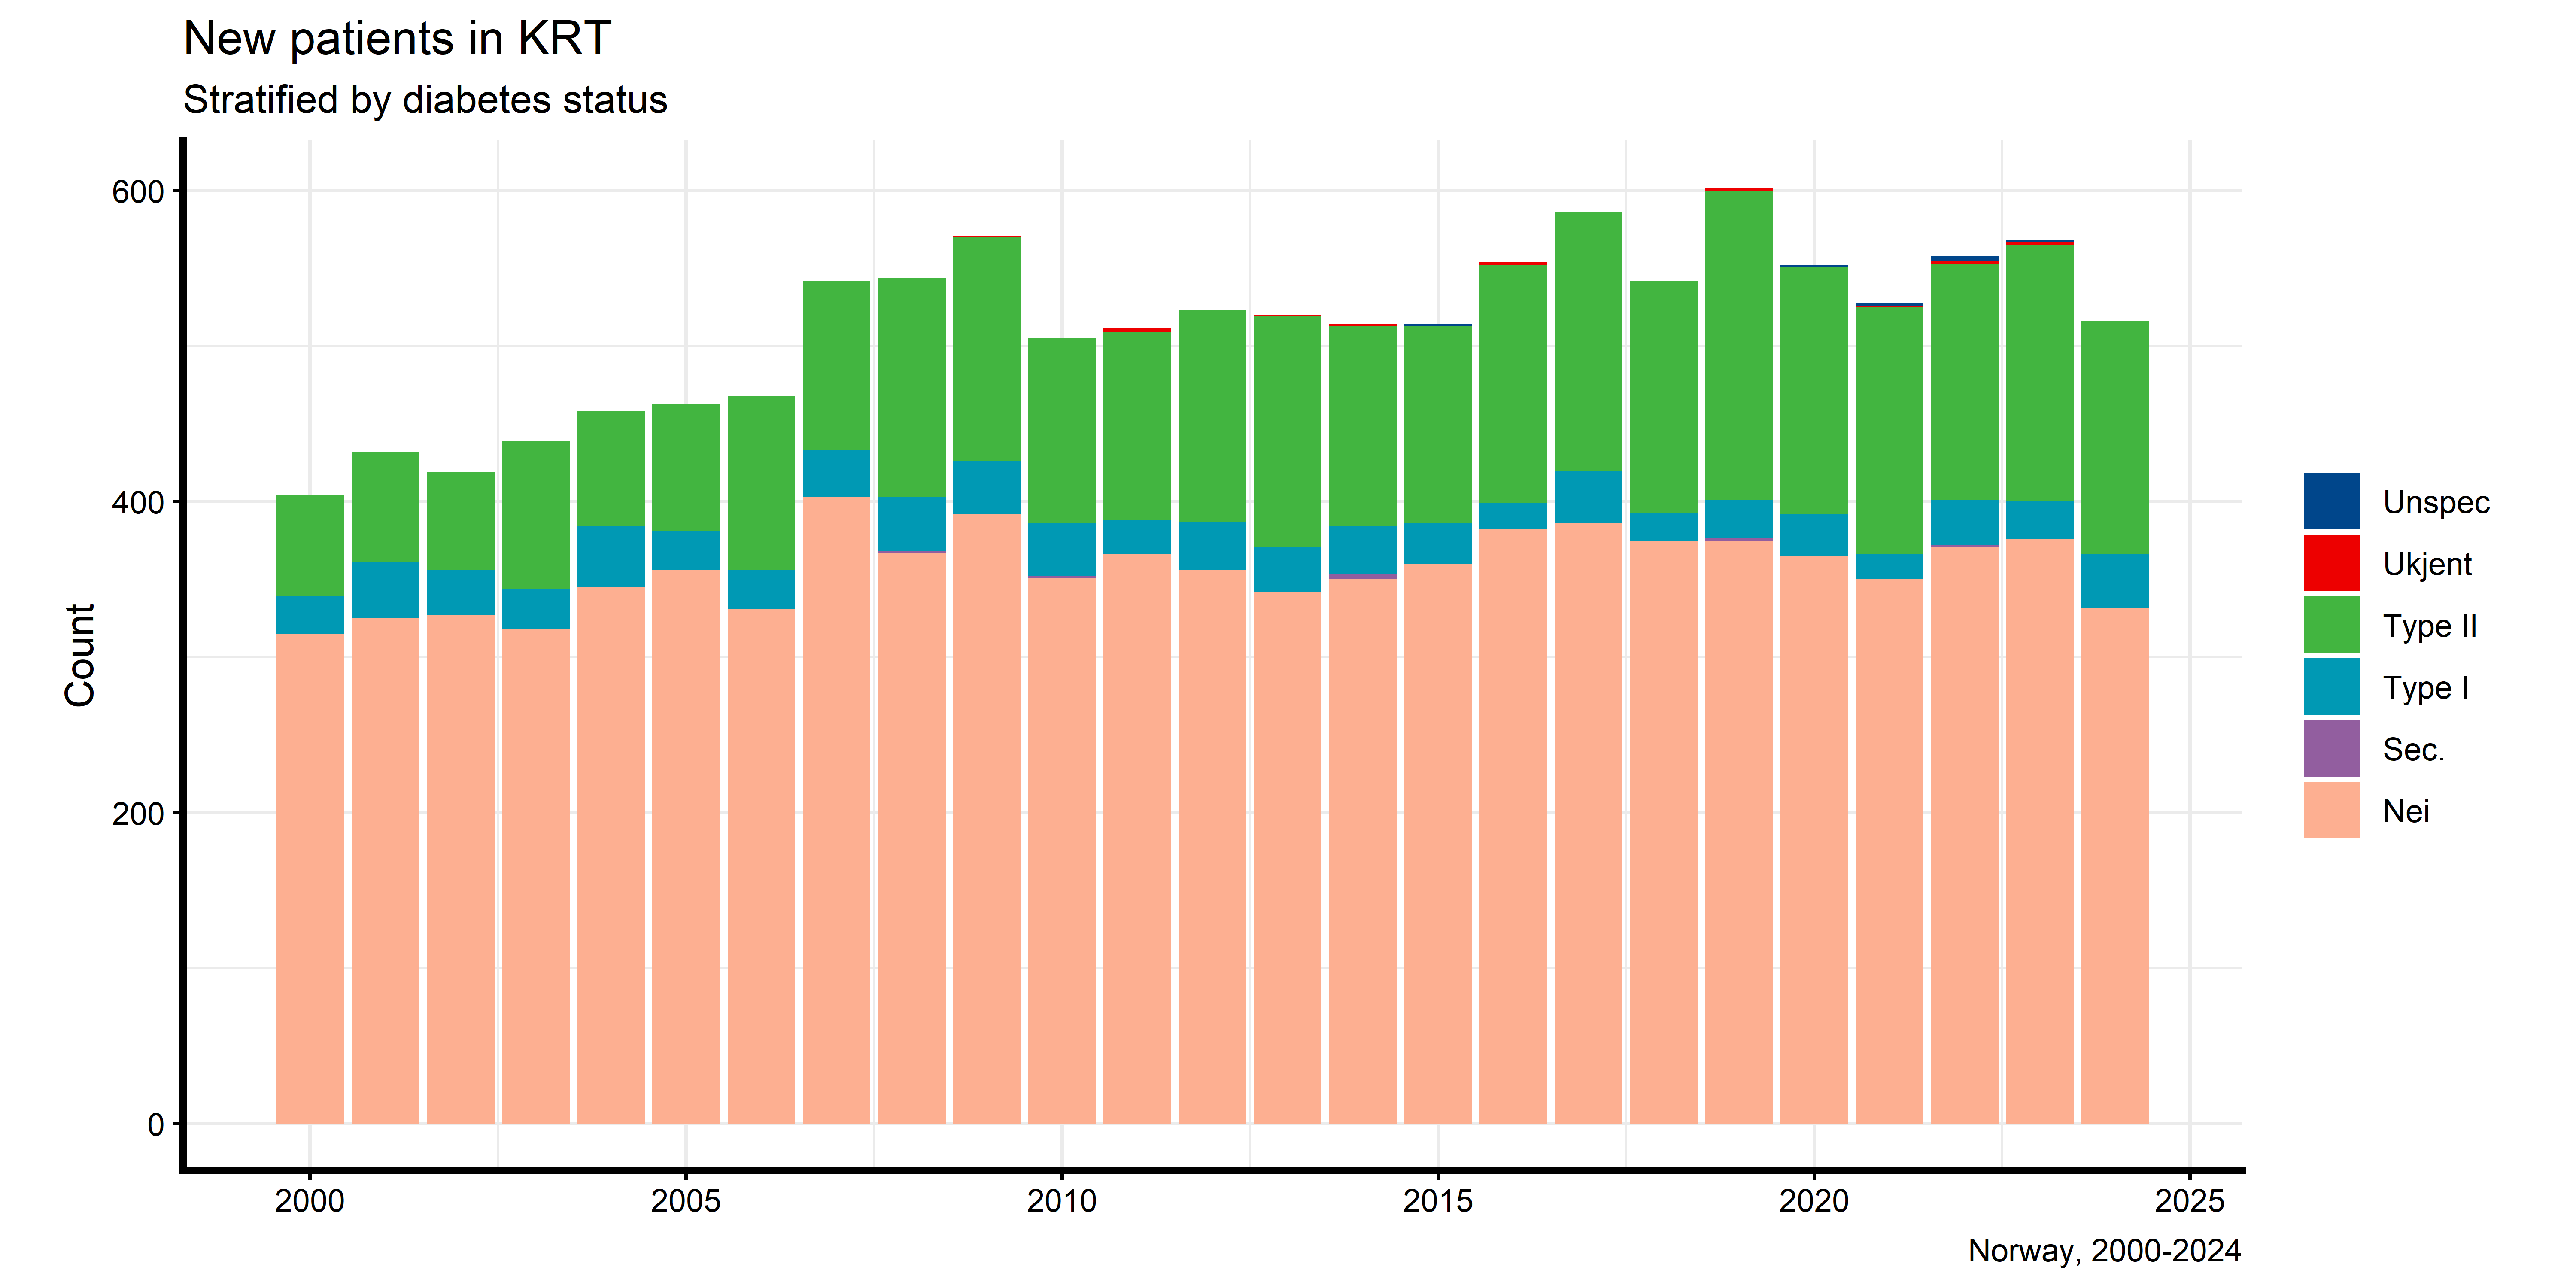 New patients in KRT
Stratified by diabetes status
Count
600
400
200
0
2000
2005
2010
2015
2020
2025
Unspec
Ukjent
Type II
Type I
Sec.
Nei
Norway, 2000-2024